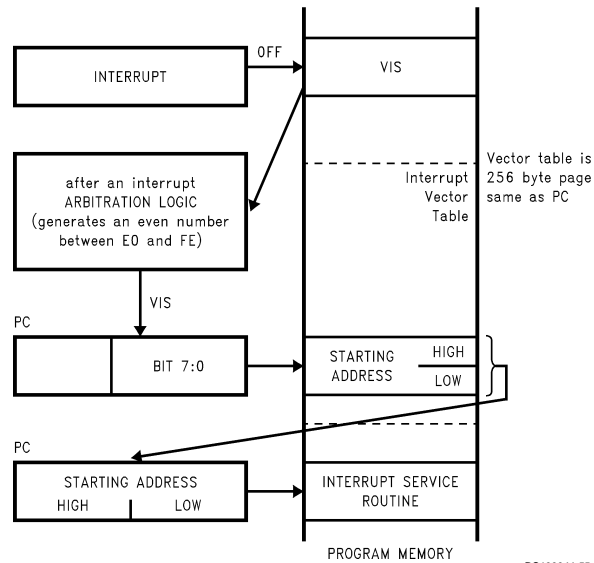 OFF
INTERRUPT
VIS
after an interrupt
ARBITRATION LOGIC
(generates an even number
between E0 and FE)
Interrupt
Vector
Table
Vector table is
256 byte page
same as PC
VIS
PC
BIT 7:0
STARTING
ADDRESS
HIGH
LOW
PC
STARTING ADDRESS
HIGH
LOW
INTERRUPT SERVICE
ROUTINE
PROGRAM MEMORY